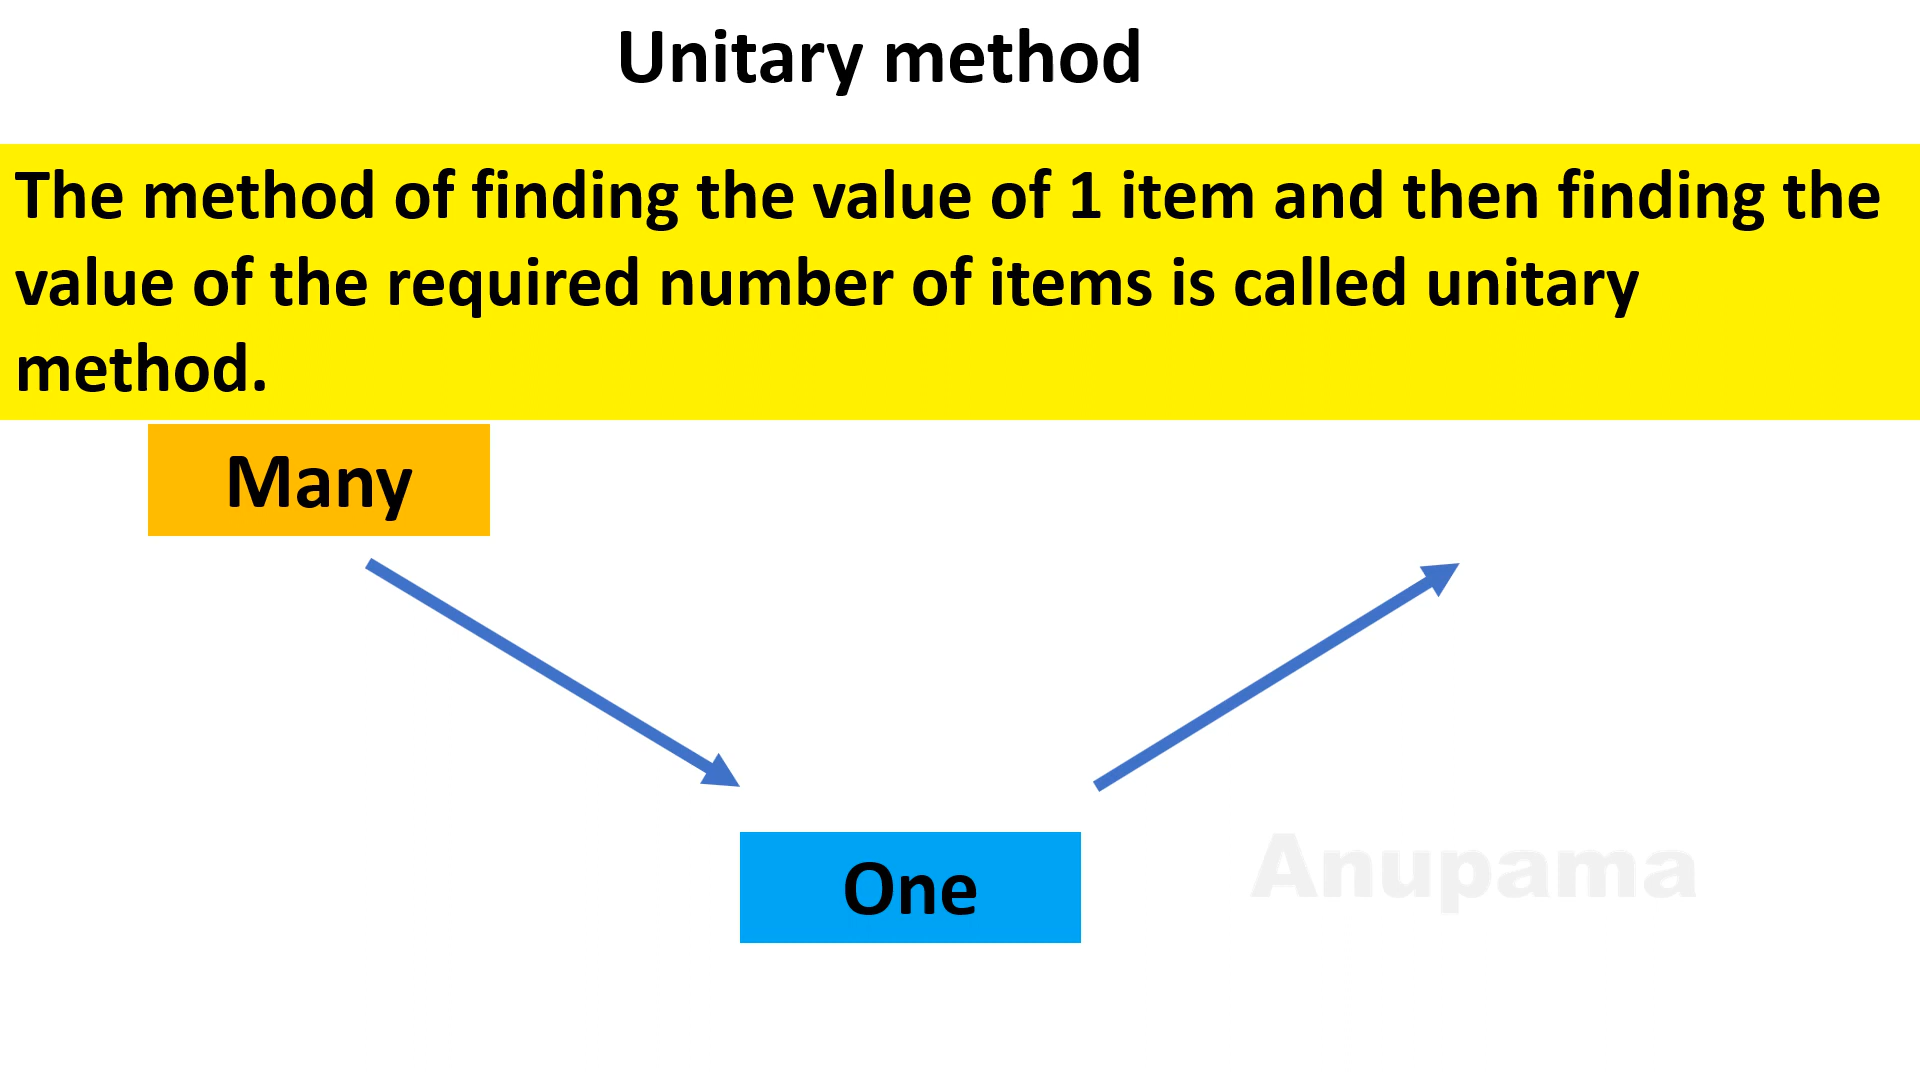 Unitary method
The method of finding the value of 1 item and then finding the
value of the required number of items is called unitary
method.
Many
One
Anupama